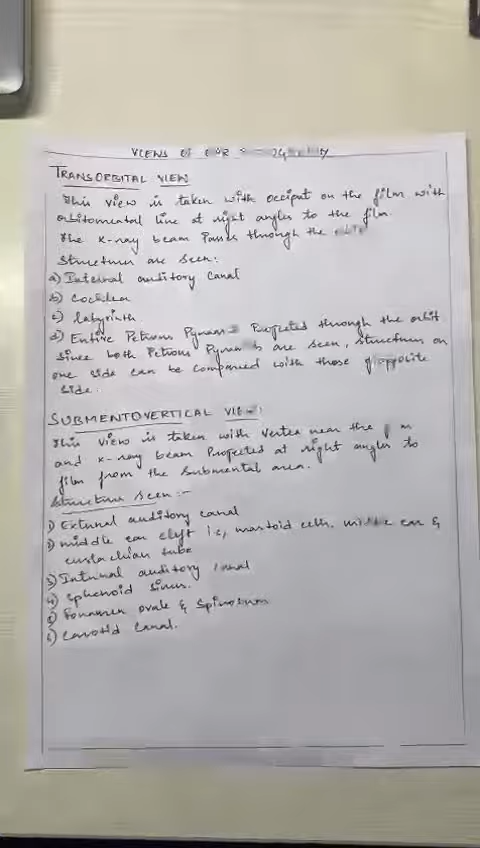 VIEWS OF EAR
TRANSORBITAL VIEW
This view is taken with occiput on the film with
orbitomental line at right angles to the film.
The X-ray beam Passes through the
Structures are seen:
a) Internal auditory canal
b) Cochlea
c) labyrinth
d) Entire Petrous Pyramid Projected through the orbit
since both Petrous are seen, structures on
one side can be compared with those of opposite
side.
SUBMENTOVERTICAL VIEW:
This view is taken with vertex near the
and x-ray beam Projected at right angles to
film from the submental area.
Structure seen:-
1) External auditory canal
2) middle ear clyft i.e, mastoid cells. middle ear &
eustachian tube
3) Internal auditory canal
4) Sphenoid sinus.
5) Foramen ovale & Spinosum
6) Carotid Canal.